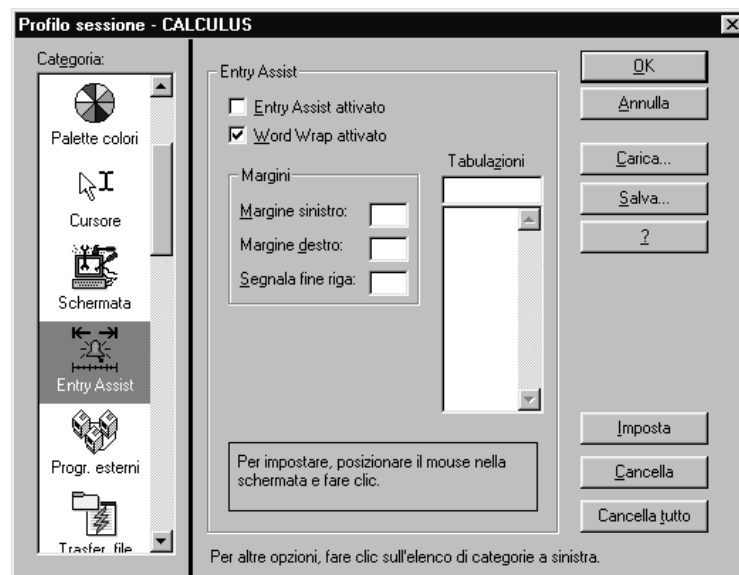 Profilo sessione - CALCULUS
Categoria:
Palette colori
Cursore
Schermata
Entry Assist
Progr. esterni
Trasfer. file
Entry Assist
Entry Assist attivato
Word Wrap attivato
Margini
Margine sinistro:
Margine destro:
Segnala fine riga:
Tabulazioni
Per impostare, posizionare il mouse nella
schermata e fare clic.
OK
Annulla
Carica...
Salva...
?
Imposta
Cancella
Cancella tutto
Per altre opzioni, fare clic sull'elenco di categorie a sinistra.